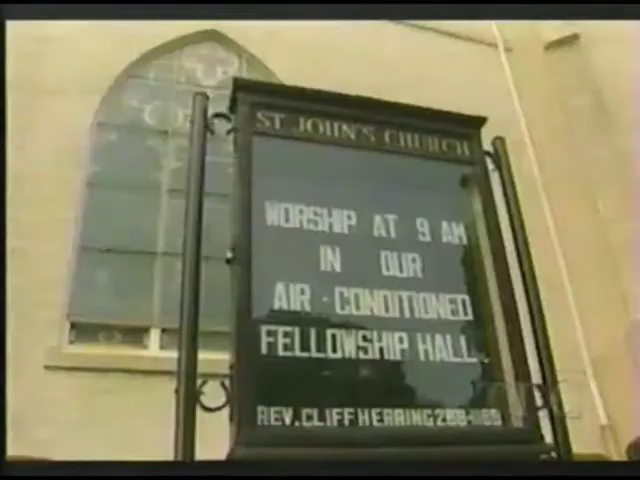 ST JOHN'S CHURCH
WORSHIP AT 9 AM
IN OUR
AIR-CONDITIONED
FELLOWSHIP HALL.
REV. CLIFF HERRING